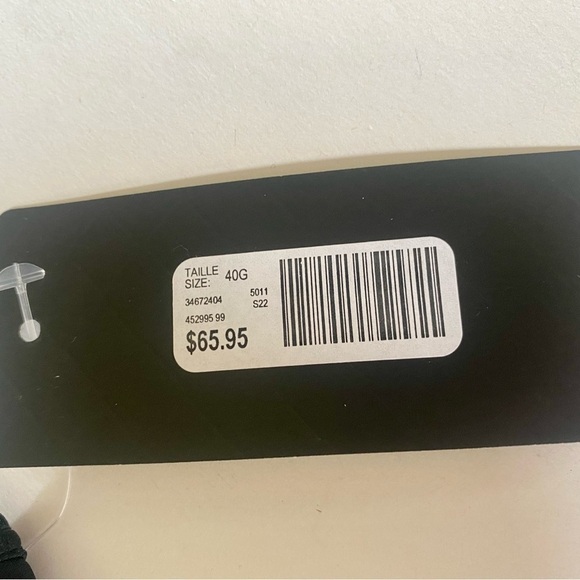 TAILLE
SIZE: 40G
34672404 5011
452995 99 S22
$65.95